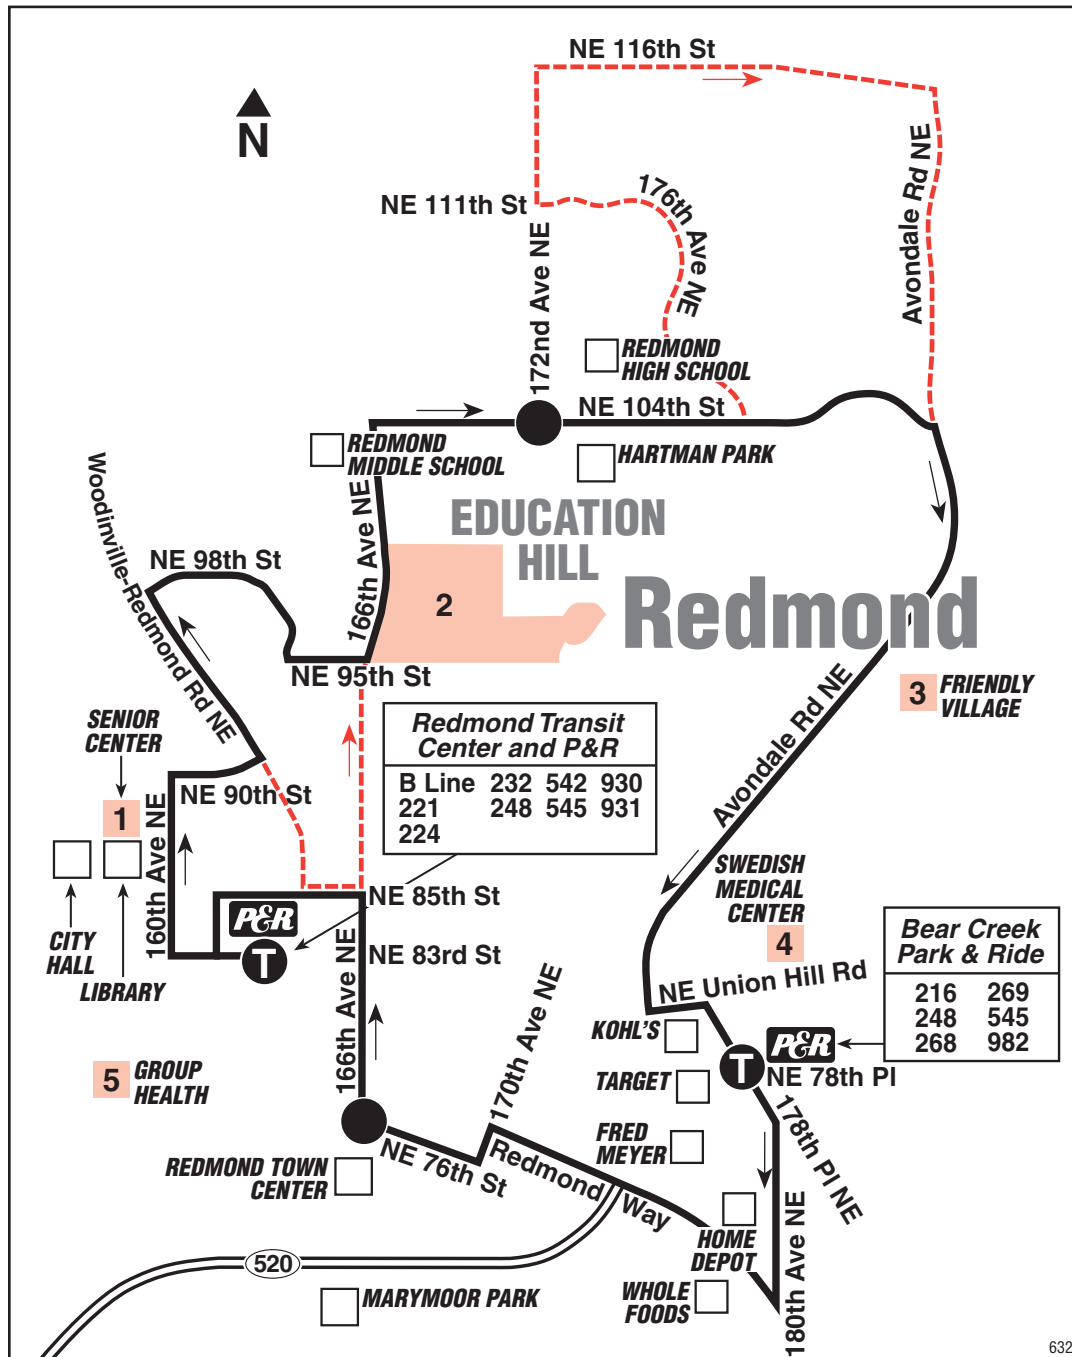 NE 116th St
N
Avondale Rd NE
NE 111th St
176th Ave NE
172nd Ave NE
REDMOND
HIGH SCHOOL
NE 104th St
REDMOND
MIDDLE SCHOOL
HARTMAN PARK
Woodinville-Redmond Rd NE
166th Ave NE
EDUCATION
HILL
NE 98th St
2
Redmond
NE 95th St
3
FRIENDLY
VILLAGE
SENIOR
CENTER
Redmond Transit
Center and P&R
B Line 232 542 930
221 248 545 931
224
Avondale Rd NE
NE 90th St
1
160th Ave NE
SWEDISH
MEDICAL
CENTER
4
NE 85th St
P&R
T
CITY
HALL
LIBRARY
NE 83rd St
Bear Creek
Park & Ride
216 269
248 545
268 982
NE Union Hill Rd
166th Ave NE
170th Ave NE
KOHL'S
P&R
T
NE 78th Pl
5
GROUP
HEALTH
TARGET
178th Pl NE
FRED
MEYER
NE 76th St
Redmond Way
REDMOND TOWN
CENTER
HOME
DEPOT
180th Ave NE
520
MARYMOOR PARK
WHOLE
FOODS
632